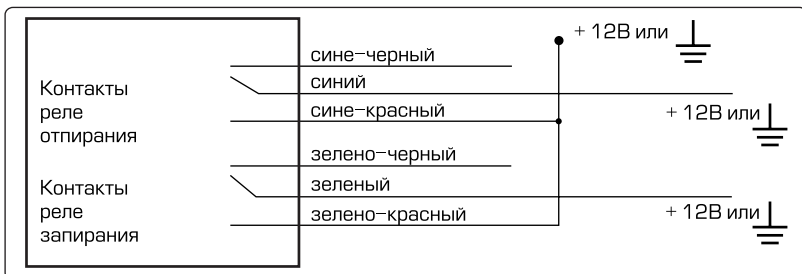 + 12В или
сине-черный
синий
Контакты
реле
отпирания
сине-красный
+ 12В или
зелено-черный
Контакты
реле
запирания
зеленый
зелено-красный
+ 12В или